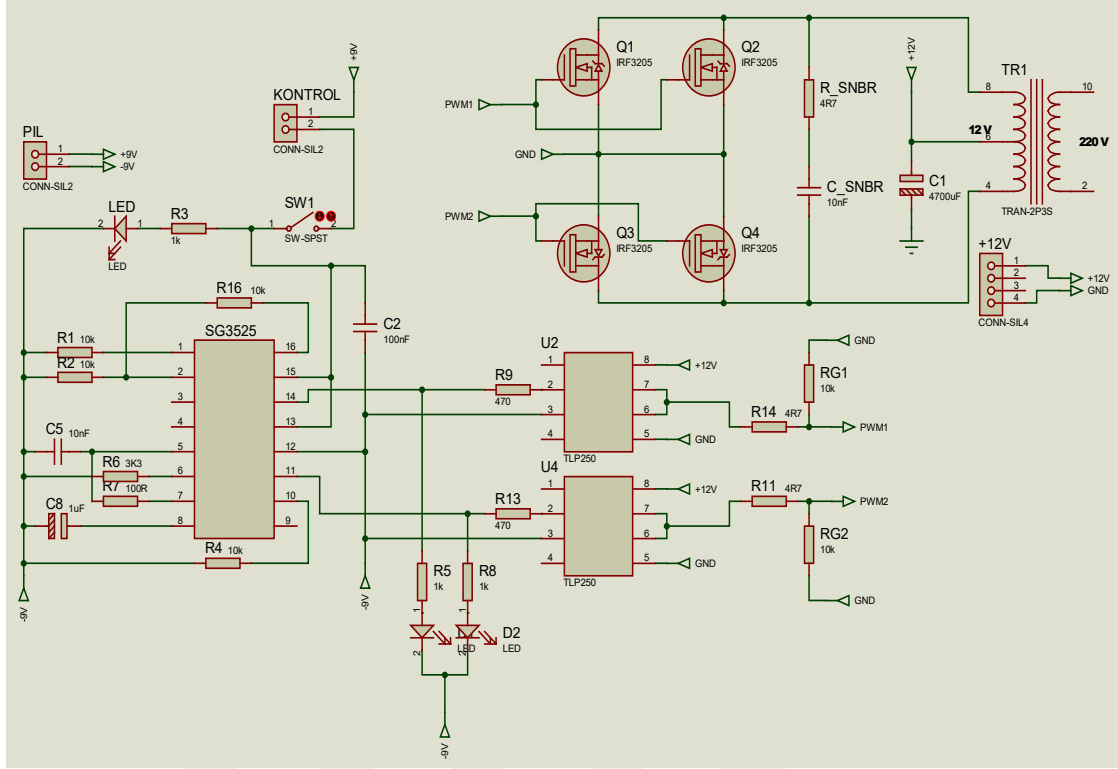 PIL
1
2
CONN-SIL2
+9V
-9V
KONTROL
1
2
CONN-SIL2
+9V
LED
2
1
LED
R3
1k
SW1
1
2
SW-SPST
R16 10k
C2
100nF
SG3525
R1 10k
R2 10k
C5 10nF
R6 3K3
R7 100R
C8 1uF
R4 10k
1
2
3
4
5
6
7
8
16
15
14
13
12
11
10
9
-9V
-9V
Q1
IRF3205
Q2
IRF3205
PWM1
GND
PWM2
Q3
IRF3205
Q4
IRF3205
R_SNBR
4R7
C_SNBR
10nF
+12V
C1
4700uF
TR1
8
6
4
10
2
12 V
220 V
TRAN-2P3S
+12V
1
2
3
4
CONN-SIL4
+12V
GND
U2
1
2
3
4
8
7
6
5
TLP250
+12V
GND
R9
470
R14 4R7
RG1
10k
GND
PWM1
U4
1
2
3
4
8
7
6
5
TLP250
+12V
GND
R13
470
R11 4R7
PWM2
RG2
10k
GND
R5
1k
R8
1k
1
2
LED
1
2
D2
LED
-9V